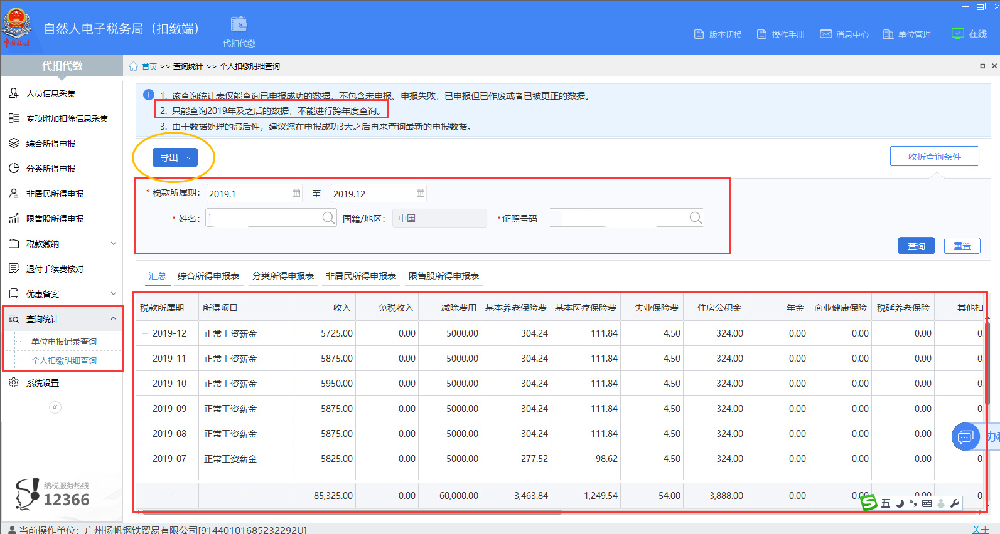 自然人电子税务局（扣缴端）
代扣代缴
版本切换
操作手册
消息中心
单位管理
在线
代扣代缴
首页 >> 查询统计 >> 个人扣缴明细查询
人员信息采集
专项附加扣除信息采集
综合所得申报
分类所得申报
非居民所得申报
限售股所得申报
税款缴纳
退付手续费核对
优惠备案
查询统计
单位申报记录查询
个人扣缴明细查询
系统设置
纳税服务热线
12366
1. 该查询统计表仅能查询已申报成功的数据，不包含未申报、申报失败，已申报但已作废或者已被更正的数据。
2. 只能查询2019年及之后的数据，不能进行跨年度查询。
3. 由于数据处理的滞后性，建议您在申报成功3天之后再来查询最新的申报数据。
导出
收折查询条件
* 税款所属期： 2019.1 至 2019.12
* 姓名： 国籍/地区： 中国 *证照号码
查询 重置
汇总 综合所得申报表 分类所得申报表 非居民所得申报表 限售股所得申报表
税款所属期 所得项目 收入 免税收入 减除费用 基本养老保险费 基本医疗保险费 失业保险费 住房公积金 年金 商业健康保险 税延养老保险 其他扣
2019-12 正常工资薪金 5725.00 0.00 5000.00 304.24 111.84 4.50 324.00 0.00 0.00 0.00 0
2019-11 正常工资薪金 5875.00 0.00 5000.00 304.24 111.84 4.50 324.00 0.00 0.00 0.00 0
2019-10 正常工资薪金 5950.00 0.00 5000.00 304.24 111.84 4.50 324.00 0.00 0.00 0.00 0
2019-09 正常工资薪金 5875.00 0.00 5000.00 304.24 111.84 4.50 324.00 0.00 0.00 0.00 0
2019-08 正常工资薪金 5875.00 0.00 5000.00 304.24 111.84 4.50 324.00 0.00 0.00 0.00 0
2019-07 正常工资薪金 5825.00 0.00 5000.00 277.52 98.62 4.50 324.00 0.00 0.00 0.00 0
-- -- 85,325.00 0.00 60,000.00 3,463.84 1,249.54 54.00 3,888.00 0.00 0.00 0.00 0
办税
五
当前操作单位：广州扬帆钢铁贸易有限公司[91440101685232292U]
关于